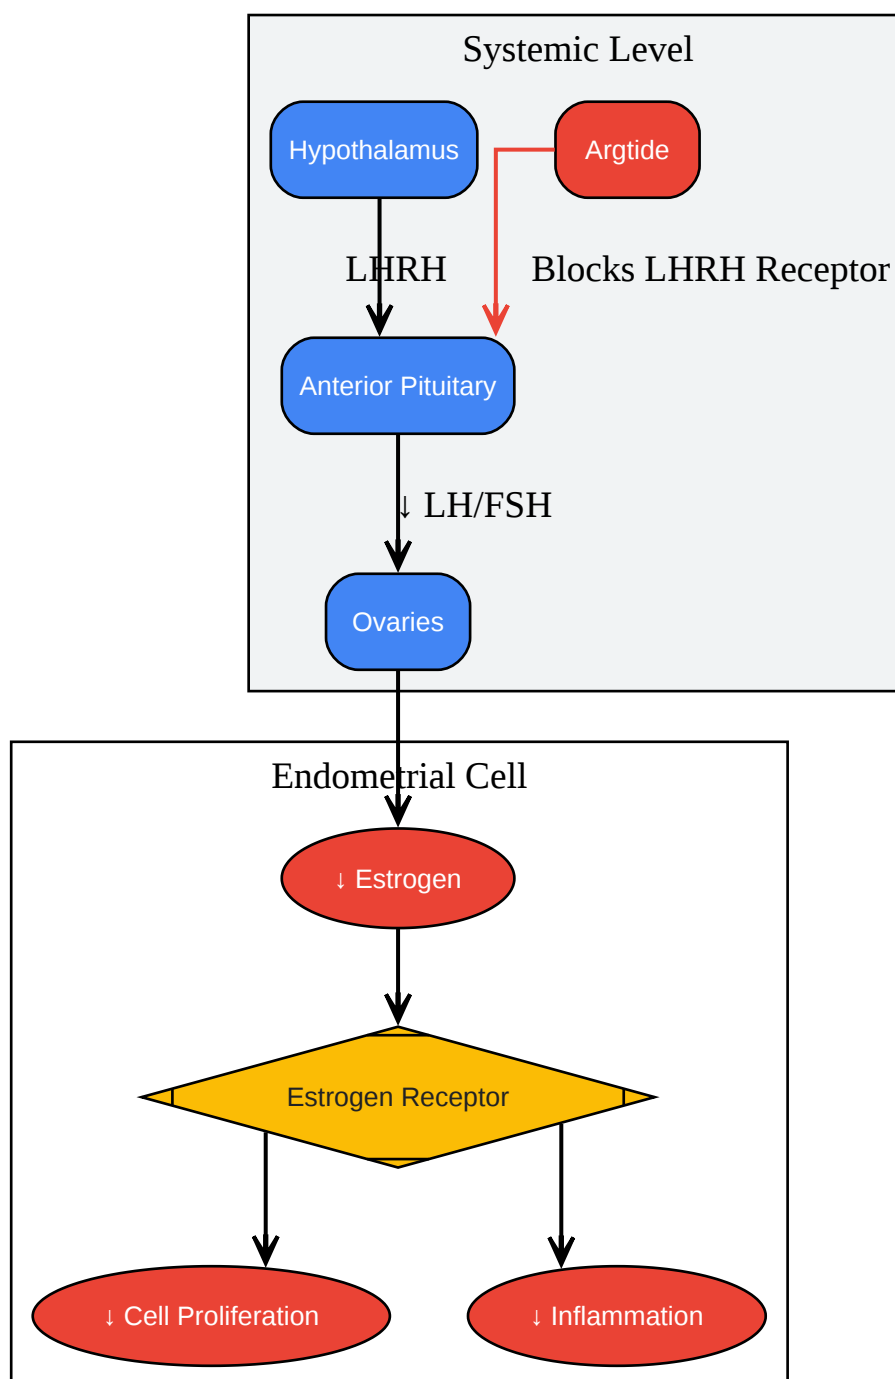 Systemic Level
Hypothalamus
Argtide
LHRH
Blocks LHRH Receptor
Anterior Pituitary
↓ LH/FSH
Ovaries
Endometrial Cell
↓ Estrogen
Estrogen Receptor
↓ Cell Proliferation
↓ Inflammation